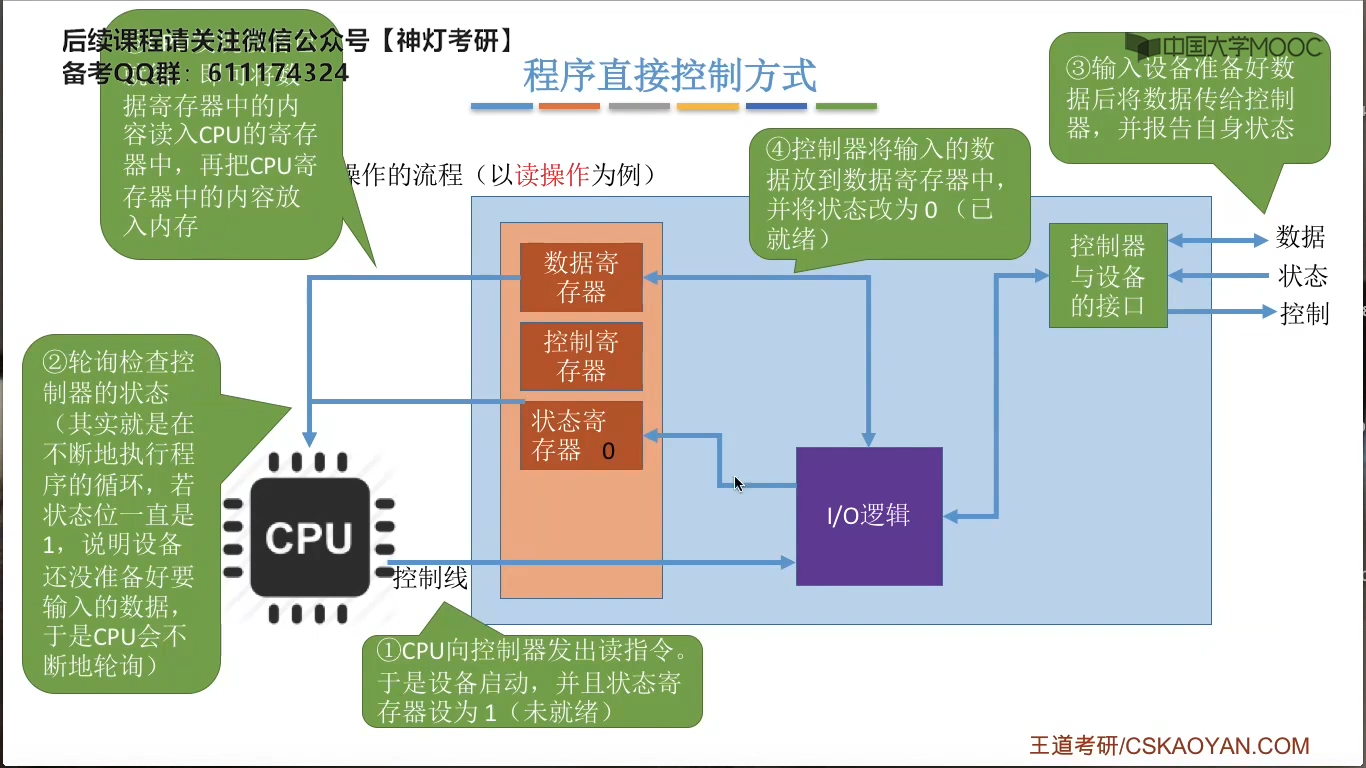 后续课程请关注微信公众号【神灯考研】
备考QQ群：611174324
中国大学MOOC
程序直接控制方式
即可将数
据寄存器中的内
容读入CPU的寄存
器中，再把CPU寄
存器中的内容放
入内存
操作的流程（以读操作为例）
③输入设备准备好数
据后将数据传给控制
器，并报告自身状态
④控制器将输入的数
据放到数据寄存器中，
并将状态改为 0 （已
就绪）
数据寄
存器
控制寄
存器
状态寄
存器 0
控制器
与设备
的接口
数据
状态
控制
②轮询检查控
制器的状态
（其实就是在
不断地执行程
序的循环，若
状态位一直是
1，说明设备
还没准备好要
输入的数据，
于是CPU会不
断地轮询）
CPU
I/O逻辑
控制线
①CPU向控制器发出读指令。
于是设备启动，并且状态寄
存器设为 1（未就绪）
王道考研/CSKAOYAN.COM